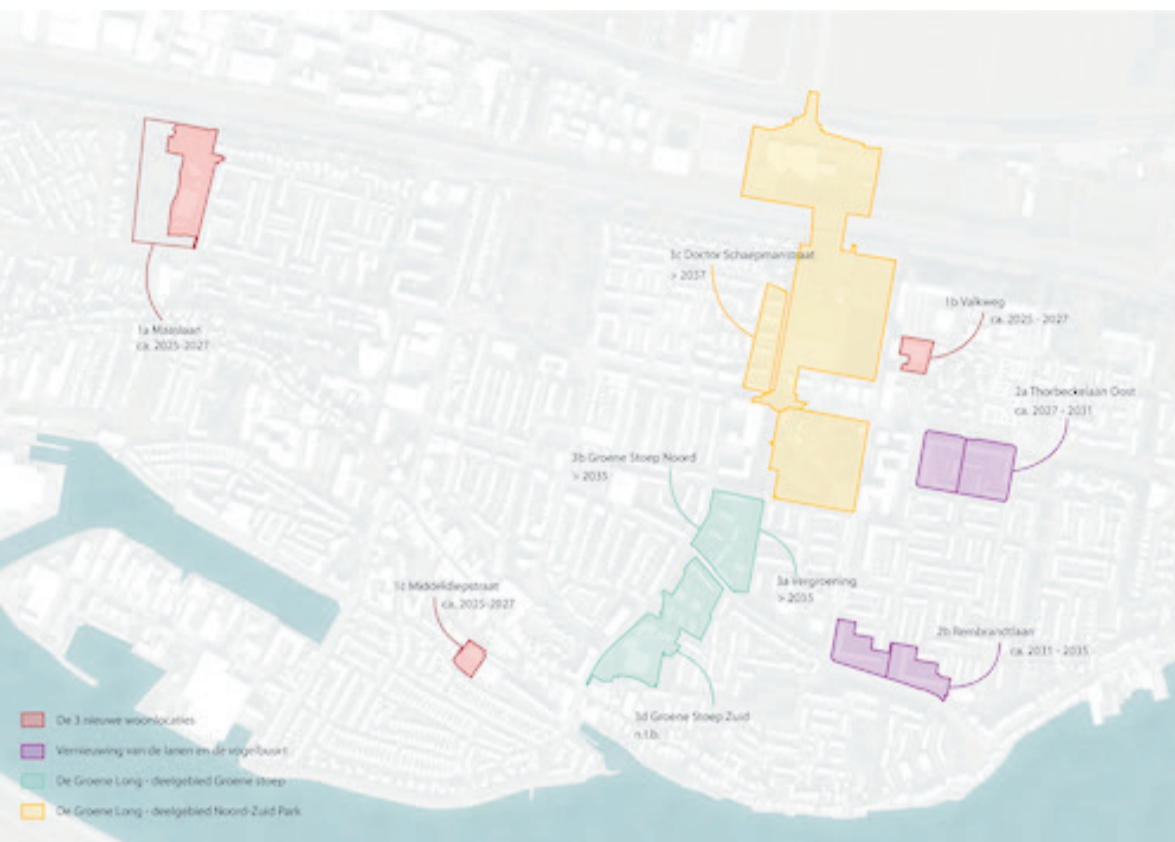 3c Doctor Schaepmanstraat
> 2037
1b Valkweg
ca. 2025 - 2027
1a Maaslaan
ca. 2025-2027
2a Thorbeckelaan Oost
ca. 2027 - 2031
3b Groene Stoep Noord
> 2035
3a Vergroening
> 2035
1c Middeldiepstraat
ca. 2025-2027
2b Rembrandtlaan
ca. 2031 - 2035
3d Groene Stoep Zuid
n.t.b.
De 3 nieuwe woonlocaties
Vernieuwing van de lanen en de vogelbuurt
De Groene Long - deelgebied Groene stoep
De Groene Long - deelgebied Noord-Zuid Park